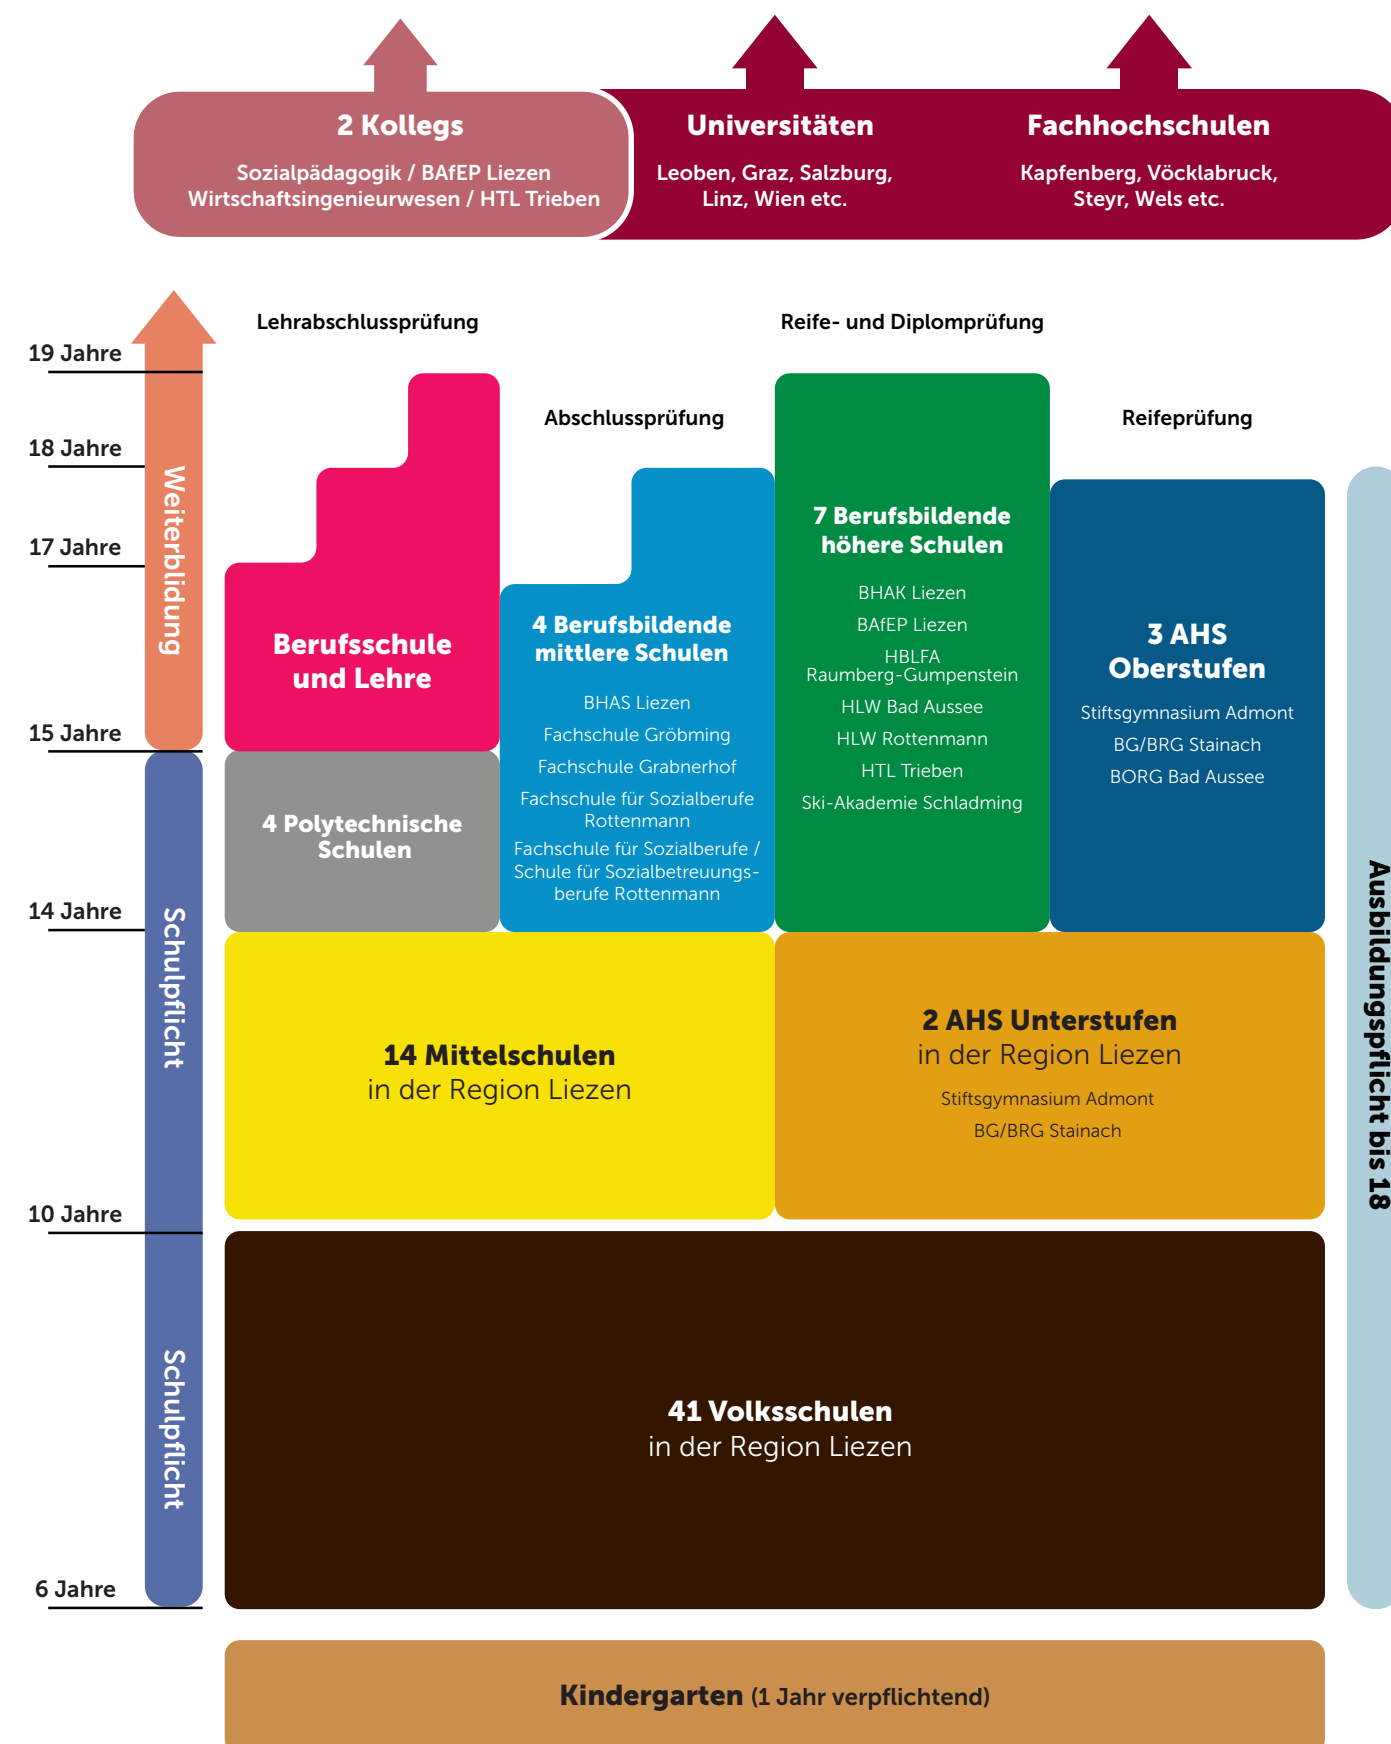 2 Kollegs
Sozialpädagogik / BAfEP Liezen
Wirtschaftsingenieurwesen / HTL Trieben
Universitäten
Leoben, Graz, Salzburg,
Linz, Wien etc.
Fachhochschulen
Kapfenberg, Vöcklabruck,
Steyr, Wels etc.
Lehrabschlussprüfung
Reife- und Diplomprüfung
Abschlussprüfung
Reifeprüfung
19 Jahre
18 Jahre
17 Jahre
15 Jahre
14 Jahre
10 Jahre
6 Jahre
Weiterblidung
Schulpflicht
Schulpflicht
Berufsschule
und Lehre
4 Berufsbildende
mittlere Schulen
BHAS Liezen
Fachschule Gröbming
Fachschule Grabnerhof
Fachschule für Sozialberufe
Rottenmann
Fachschule für Sozialberufe /
Schule für Sozialbetreuungs-
berufe Rottenmann
7 Berufsbildende
höhere Schulen
BHAK Liezen
BAfEP Liezen
HBLFA
Raumberg-Gumpenstein
HLW Bad Aussee
HLW Rottenmann
HTL Trieben
Ski-Akademie Schladming
3 AHS
Oberstufen
Stiftsgymnasium Admont
BG/BRG Stainach
BORG Bad Aussee
4 Polytechnische
Schulen
14 Mittelschulen
in der Region Liezen
2 AHS Unterstufen
in der Region Liezen
Stiftsgymnasium Admont
BG/BRG Stainach
41 Volksschulen
in der Region Liezen
Ausbildungspflicht bis 18
Kindergarten (1 Jahr verpflichtend)